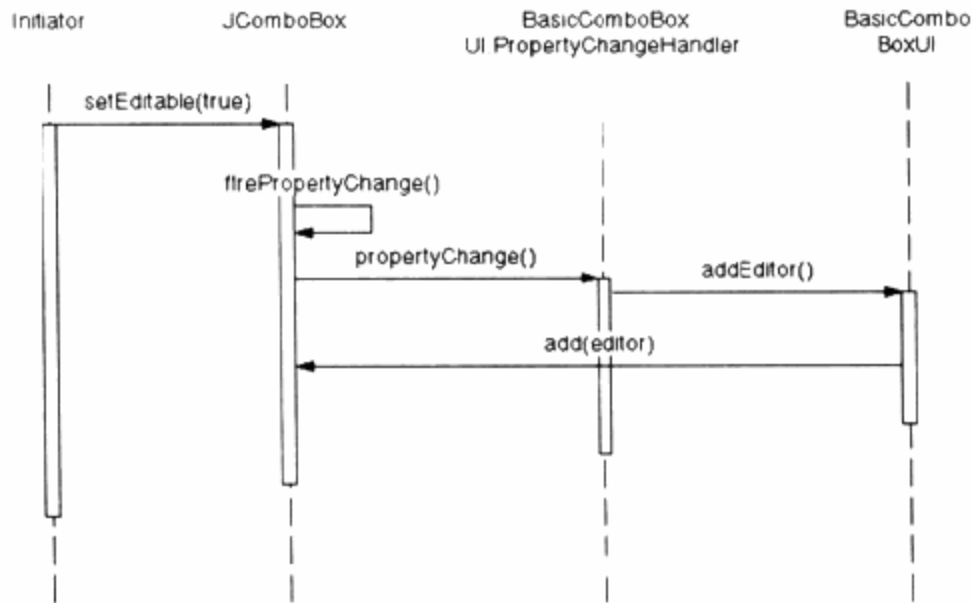 Initiator
JComboBox
BasicComboBox
UI PropertyChangeHandler
BasicCombo
BoxUI
setEditable(true)
firePropertyChange()
propertyChange()
addEditor()
add(editor)